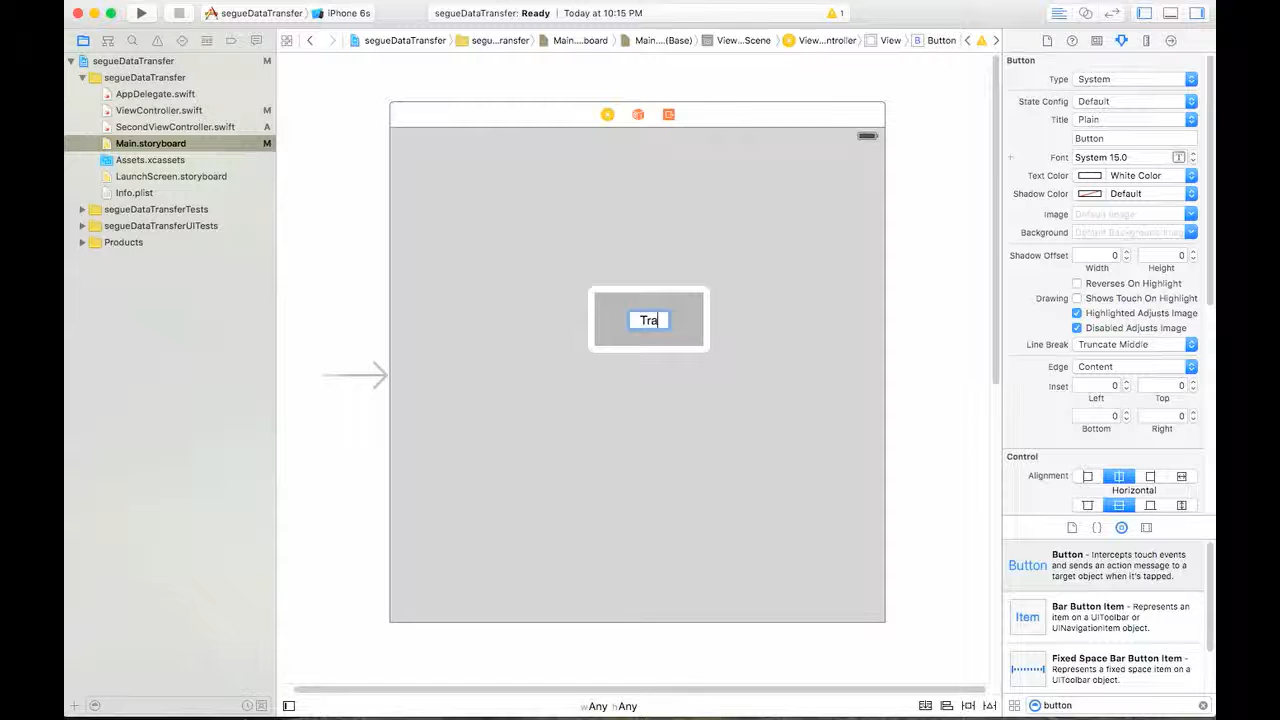 segueDataTransfer
iPhone 6s
segueDataTransfer: Ready
Today at 10:15 PM
1
segueDataTransfer
segu...ransfer
Main....board
Main....(Base)
View...Scene
View...ntroller
View
B Button
segueDataTransfer M
segueDataTransfer
AppDelegate.swift
ViewController.swift M
SecondViewController.swift A
Main.storyboard M
Assets.xcassets
LaunchScreen.storyboard
Info.plist
segueDataTransferTests
segueDataTransferUITests
Products
Tra
wAny hAny
Button
Type System
State Config Default
Title Plain
Button
Font System 15.0 T
Text Color White Color
Shadow Color Default
Image Default Image
Background Default Background Imag
Shadow Offset 0 0
Width Height
Reverses On Highlight
Drawing Shows Touch On Highlight
Highlighted Adjusts Image
Disabled Adjusts Image
Line Break Truncate Middle
Edge Content
Inset 0 0
Left Top
0 0
Bottom Right
Control
Alignment
Horizontal
Button
Button - Intercepts touch events
and sends an action message to a
target object when it's tapped.
Item
Bar Button Item - Represents an
item on a UIToolbar or
UINavigationItem object.
Fixed Space Bar Button Item -
Represents a fixed space item on a
UIToolbar object.
button